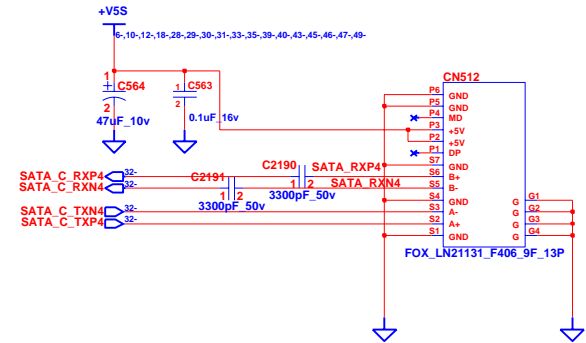 +V5S
6-,10-,12-,18-,28-,29-,30-,31-,33-,35-,39-,40-,43-,45-,46-,47-,49-
CN512
1
+
C564
2
47uF_10v
1
C563
2
0.1uF_16v
P6
GND
P5
GND
P4
MD
P3
+5V
P2
+5V
P1
DP
S7
GND
S6
B+
S5
B-
S4
GND
S3
A-
S2
A+
S1
GND
G1
G
G2
G
G3
G
G4
G
C2190
SATA_RXP4
SATA_C_RXP4
32-
1
2
3300pF_50v
SATA_C_RXN4
32-
C2191
SATA_RXN4
1
2
3300pF_50v
SATA_C_TXN4
32-
SATA_C_TXP4
32-
FOX_LN21131_F406_9F_13P